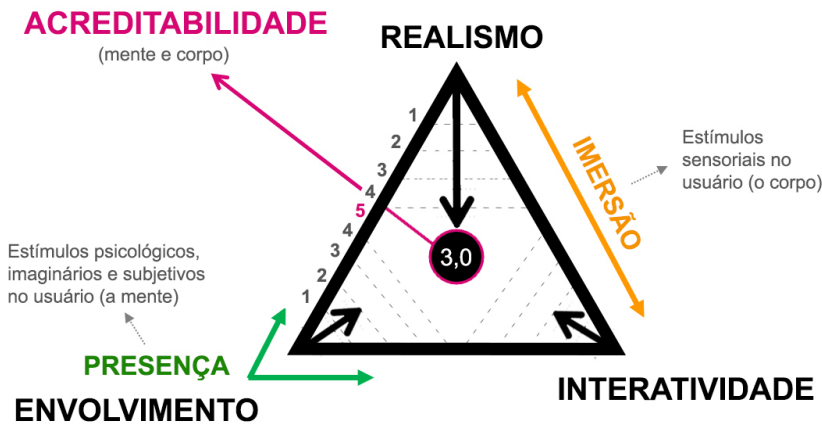 ACREDITABILIDADE
(mente e corpo)
REALISMO
1
2
3
4
5
4
3
2
1
3,0
IMERSÃO
Estímulos
sensoriais no
usuário (o corpo)
Estímulos psicológicos,
imaginários e subjetivos
no usuário (a mente)
PRESENÇA
ENVOLVIMENTO
INTERATIVIDADE